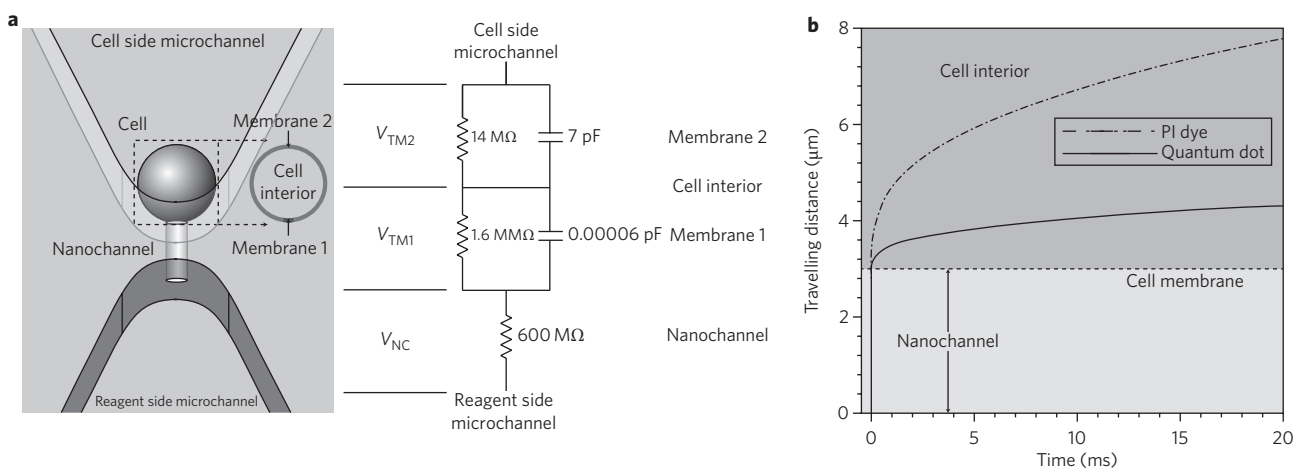 a
Cell side microchannel
Cell
Membrane 2
Cell
interior
Nanochannel
Membrane 1
Reagent side microchannel
Cell side
microchannel
V_TM2
14 MΩ
7 pF
Membrane 2
Cell interior
V_TM1
1.6 MMΩ
0.00006 pF
Membrane 1
V_NC
600 MΩ
Nanochannel
Reagent side
microchannel
b
8
6
4
2
0
Travelling distance (μm)
Cell interior
PI dye
Quantum dot
Cell membrane
Nanochannel
0
5
10
15
20
Time (ms)